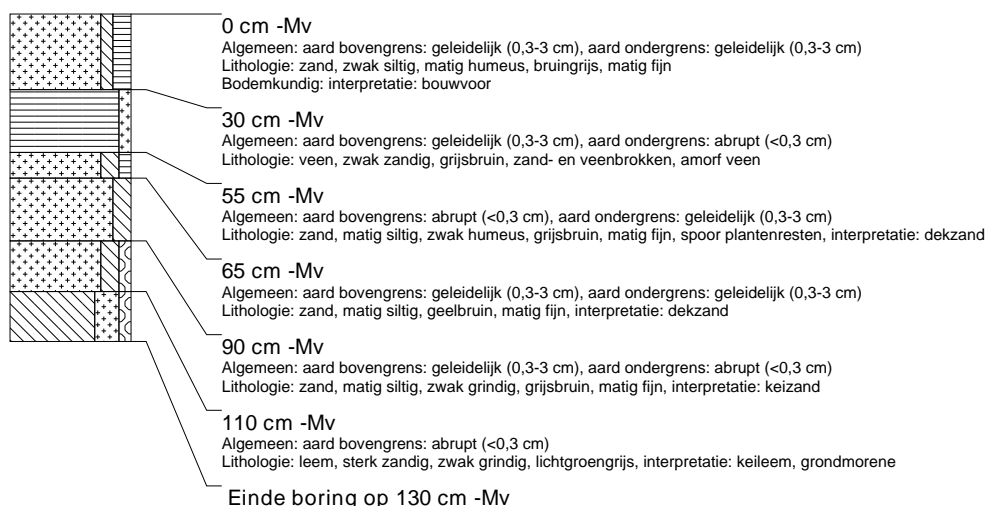 0 cm -Mv
Algemeen: aard bovengrens: geleidelijk (0,3-3 cm), aard ondergrens: geleidelijk (0,3-3 cm)
Lithologie: zand, zwak siltig, matig humeus, bruingrijs, matig fijn
Bodemkundig: interpretatie: bouwvoor
30 cm -Mv
Algemeen: aard bovengrens: geleidelijk (0,3-3 cm), aard ondergrens: abrupt (<0,3 cm)
Lithologie: veen, zwak zandig, grijsbruin, zand- en veenbrokken, amorf veen
55 cm -Mv
Algemeen: aard bovengrens: abrupt (<0,3 cm), aard ondergrens: geleidelijk (0,3-3 cm)
Lithologie: zand, matig siltig, zwak humeus, grijsbruin, matig fijn, spoor plantenresten, interpretatie: dekzand
65 cm -Mv
Algemeen: aard bovengrens: geleidelijk (0,3-3 cm), aard ondergrens: geleidelijk (0,3-3 cm)
Lithologie: zand, matig siltig, geelbruin, matig fijn, interpretatie: dekzand
90 cm -Mv
Algemeen: aard bovengrens: geleidelijk (0,3-3 cm), aard ondergrens: abrupt (<0,3 cm)
Lithologie: zand, matig siltig, zwak grindig, grijsbruin, matig fijn, interpretatie: keizand
110 cm -Mv
Algemeen: aard bovengrens: abrupt (<0,3 cm)
Lithologie: leem, sterk zandig, zwak grindig, lichtgroengrijs, interpretatie: keileem, grondmorene
Einde boring op 130 cm -Mv